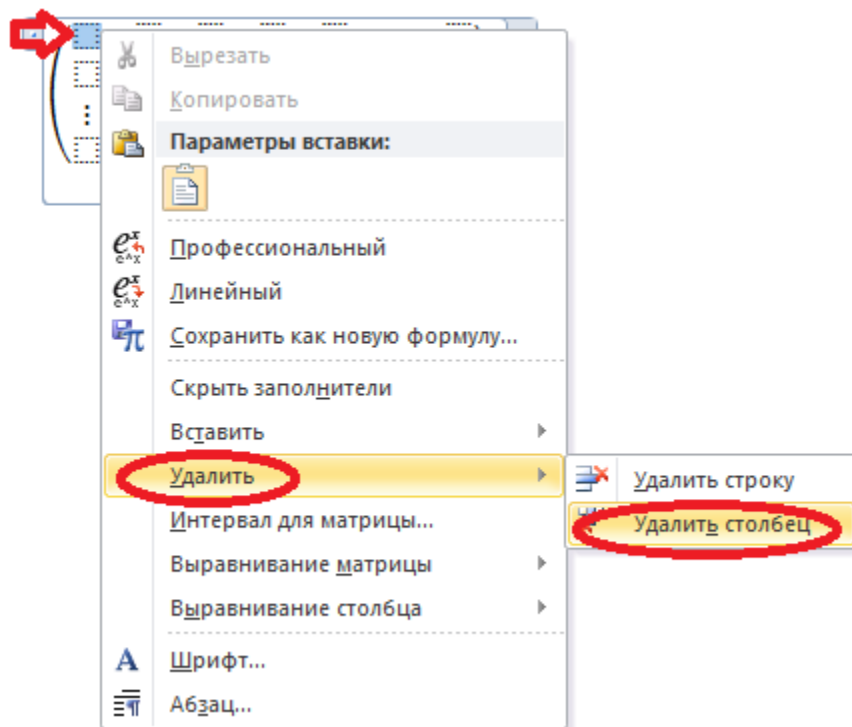 Вырезать
Копировать
Параметры вставки:
Профессиональный
Линейный
Сохранить как новую формулу...
Скрыть заполнители
Вставить
Удалить
Удалить строку
Удалить столбец
Интервал для матрицы...
Выравнивание матрицы
Выравнивание столбца
Шрифт...
Абзац...